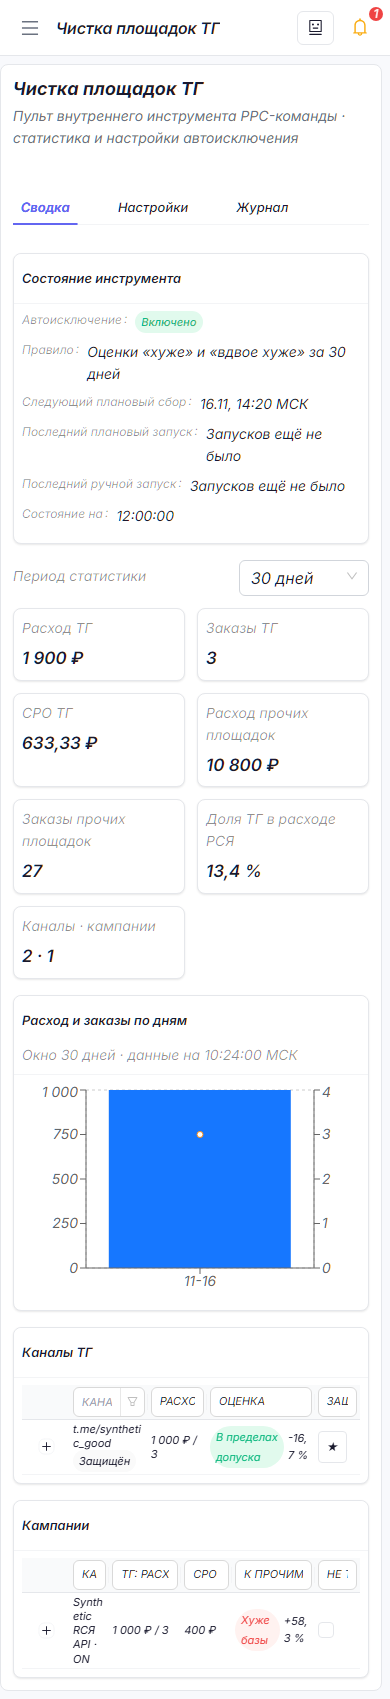 Чистка площадок ТГ
1
Чистка площадок ТГ
Пульт внутреннего инструмента PPC-команды ·
статистика и настройки автоисключения
Сводка
Настройки
Журнал
Состояние инструмента
Автоисключение: Включено
Правило: Оценки «хуже» и «вдвое хуже» за 30
дней
Следующий плановый сбор: 16.11, 14:20 МСК
Последний плановый запуск: Запусков ещё не
было
Последний ручной запуск: Запусков ещё не было
Состояние на: 12:00:00
Период статистики
30 дней
Расход ТГ
1 900 ₽
Заказы ТГ
3
CPO ТГ
633,33 ₽
Расход прочих
площадок
10 800 ₽
Заказы прочих
площадок
27
Доля ТГ в расходе
РСЯ
13,4 %
Каналы · кампании
2 · 1
Расход и заказы по дням
Окно 30 дней · данные на 10:24:00 МСК
1 000
750
500
250
0
4
3
2
1
0
11-16
Каналы ТГ
КАНА
РАСХС
ОЦЕНКА
ЗАЩ
t.me/syntheti
c_good
Защищён
1 000 ₽ /
3
В пределах
допуска
-16,
7 %
★
Кампании
КА
ТГ: РАСХ
CPO
К ПРОЧИМ
НЕ Т
Synth
etic
РСЯ
API ·
ON
1 000 ₽ / 3
400 ₽
Хуже
базы
+58,
3 %